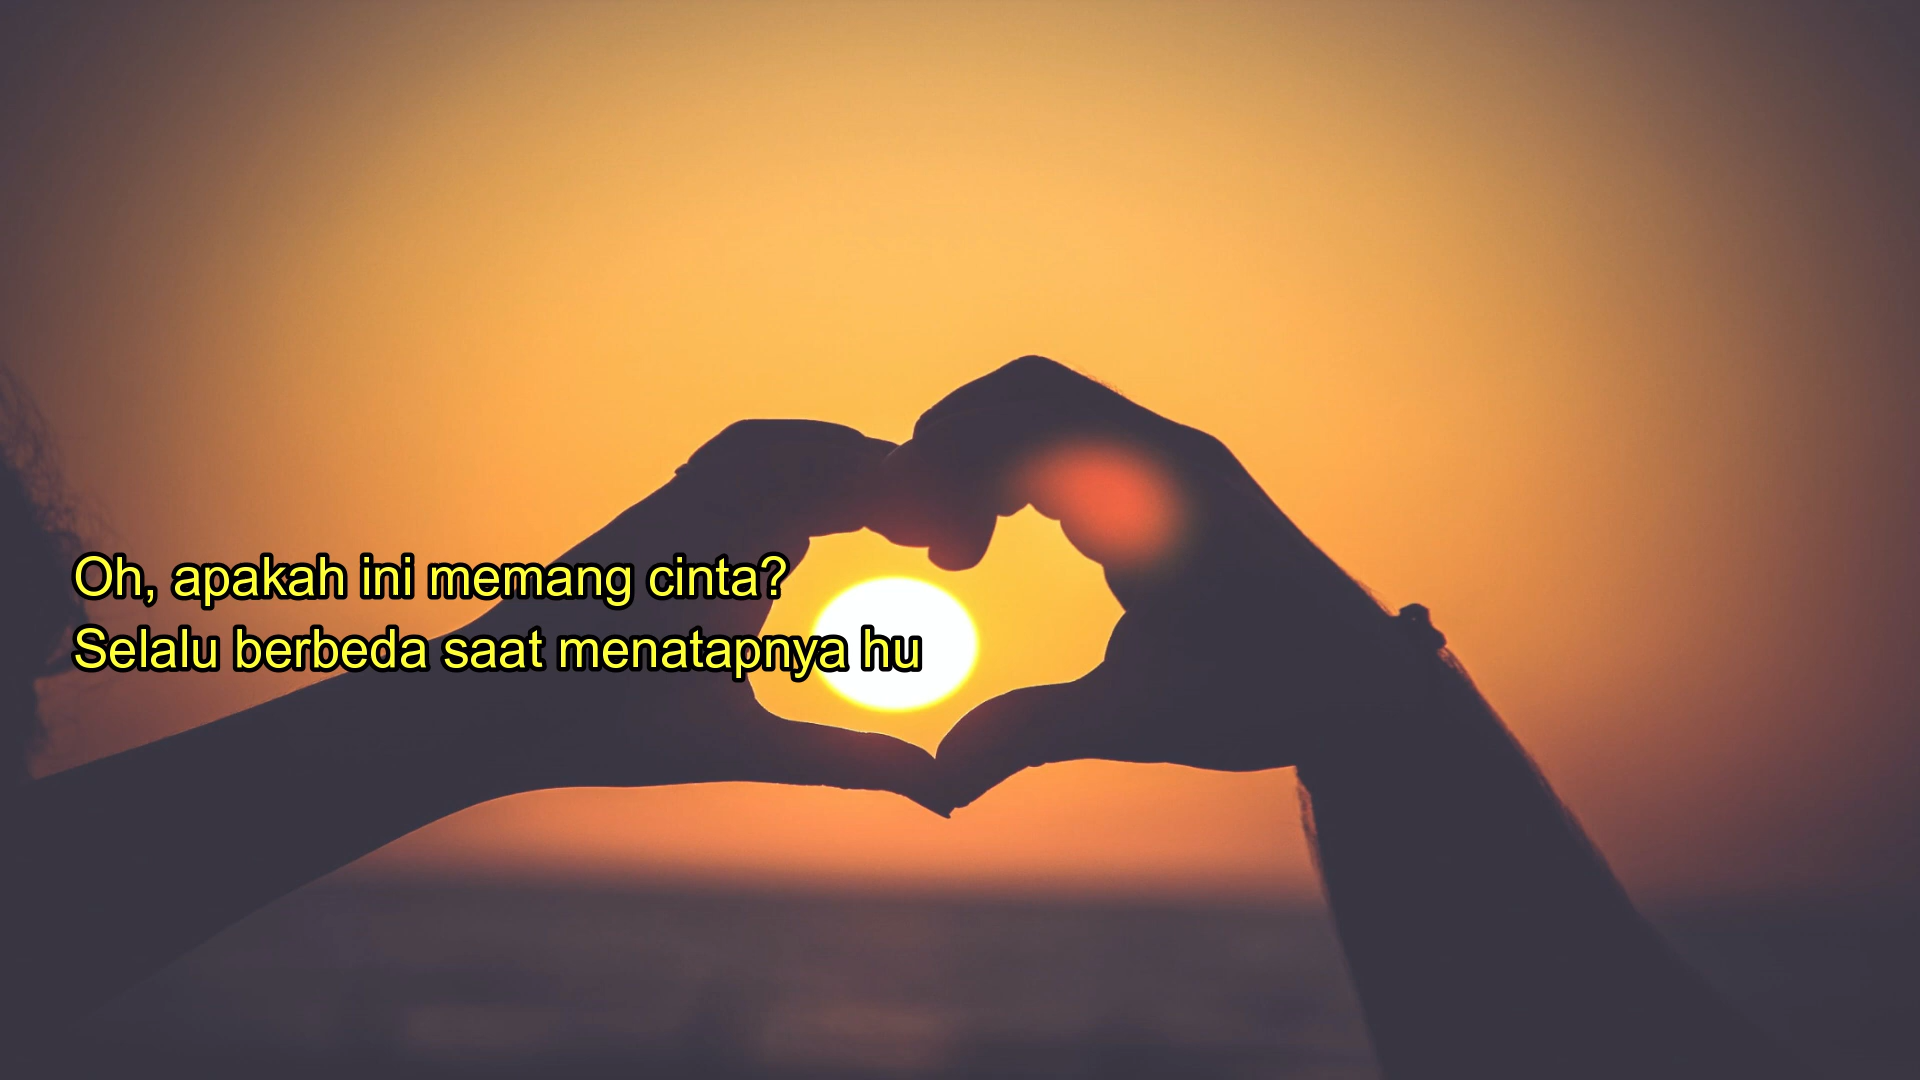 Oh, apakah ini memang cinta?
Selalu berbeda saat menatapnya hu